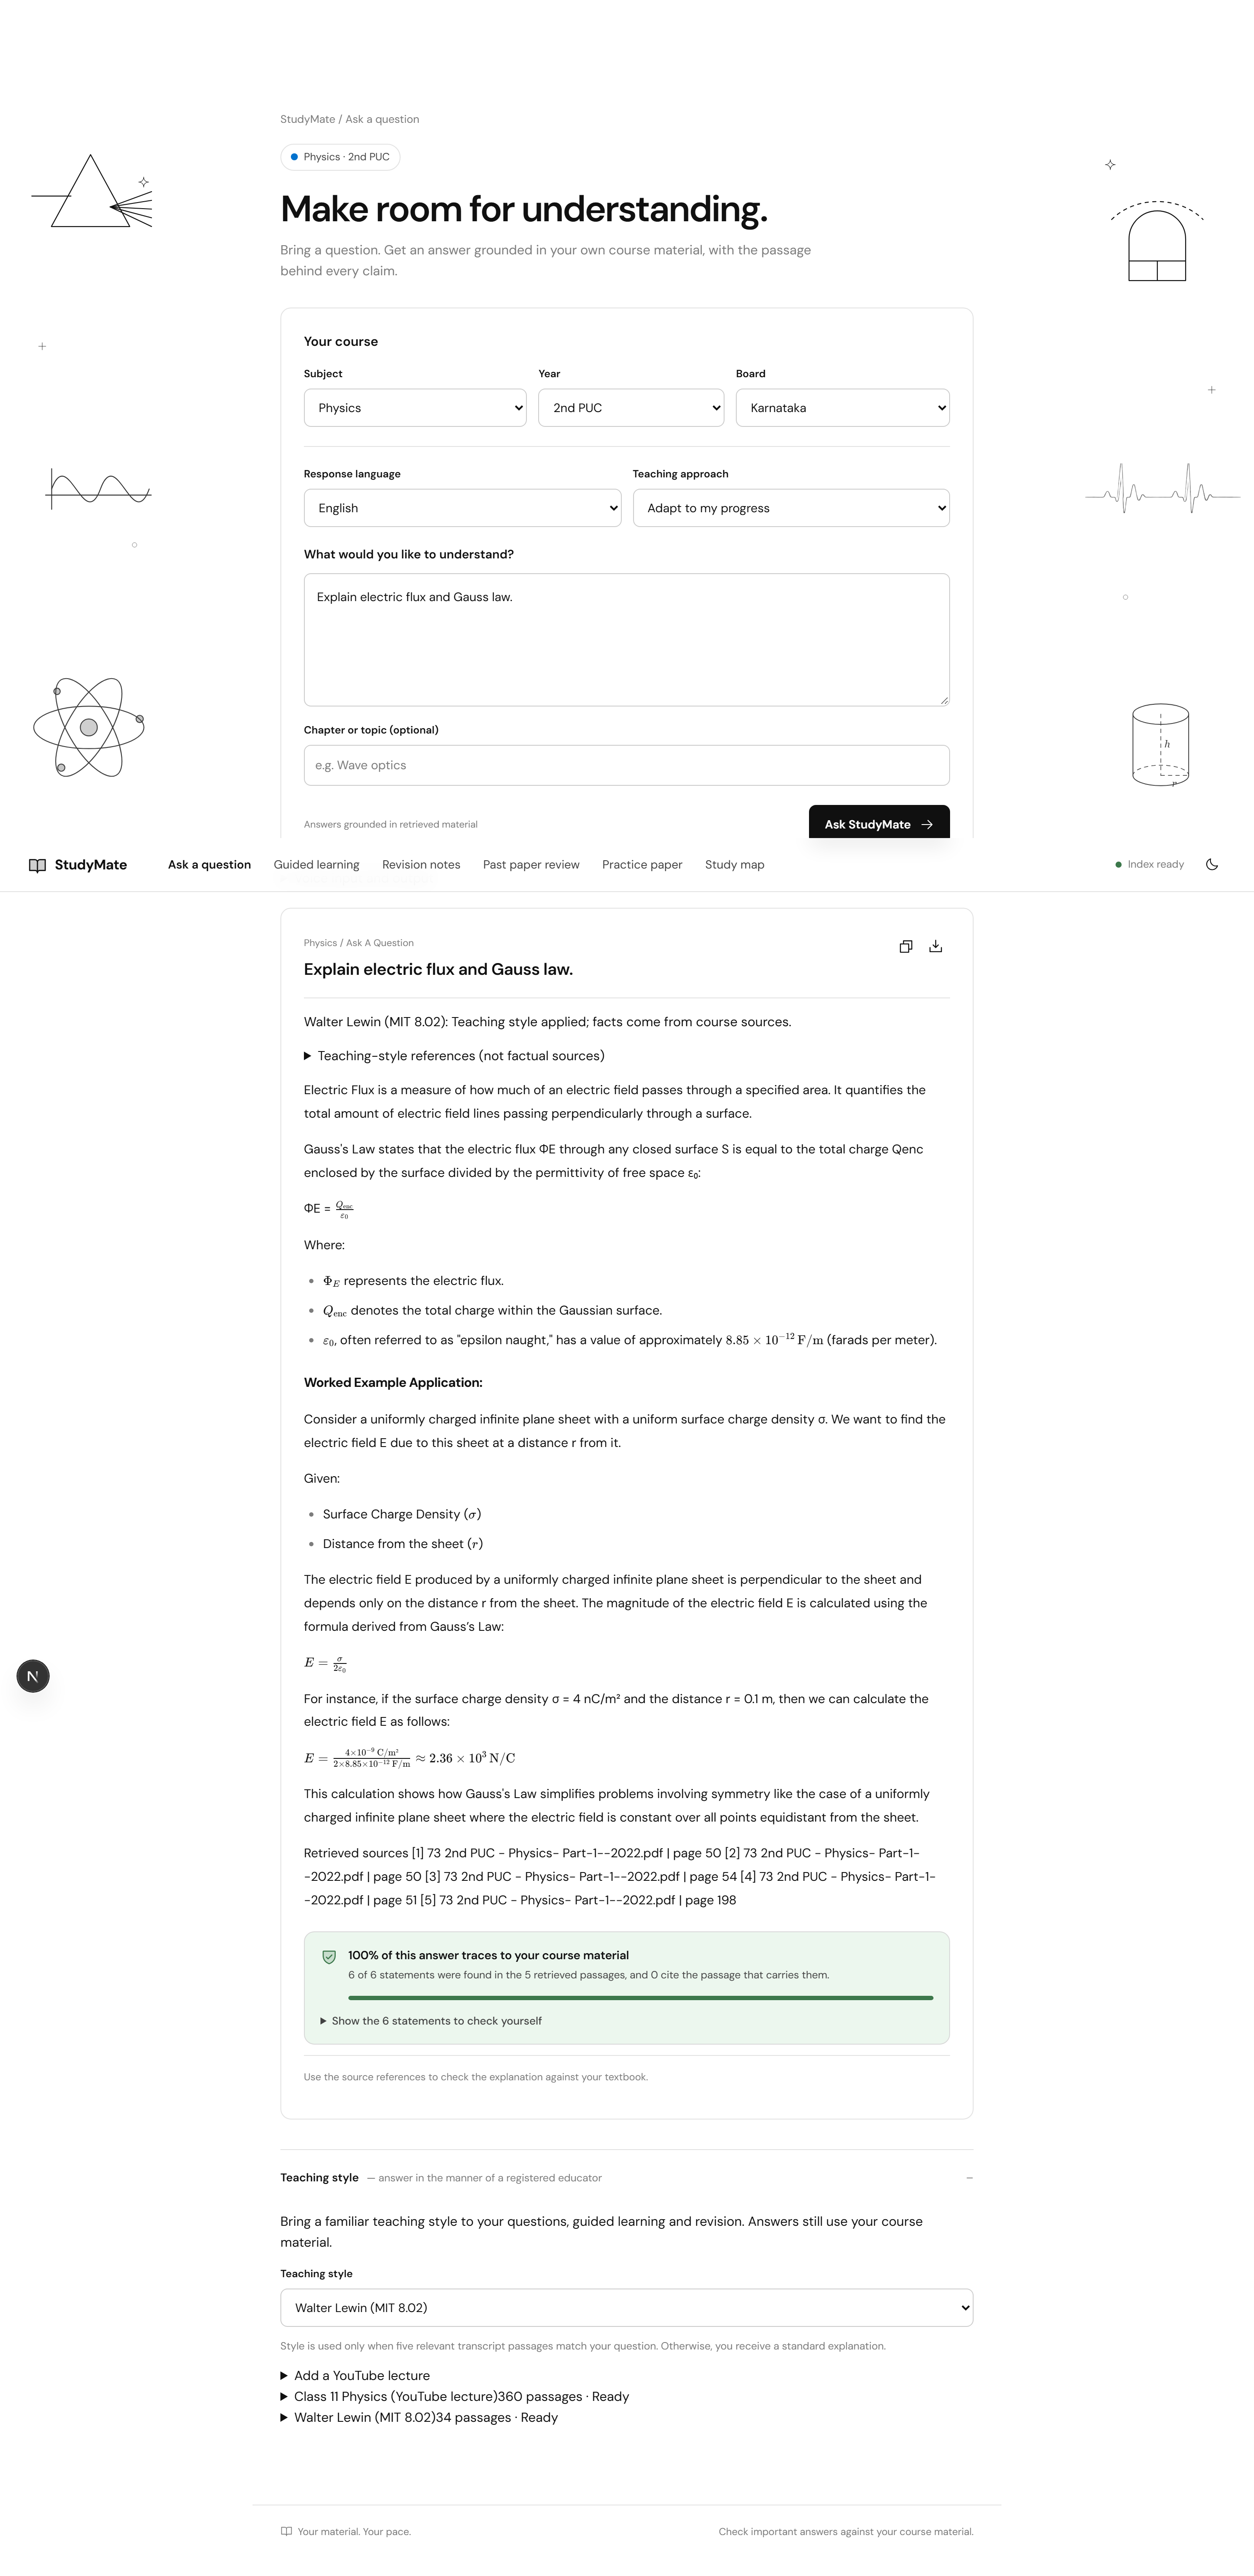 StudyMate / Ask a question
Physics · 2nd PUC
Make room for understanding.
Bring a question. Get an answer grounded in your own course material, with the passage
behind every claim.
Your course
Subject
Year
Board
Physics
2nd PUC
Karnataka
Response language
Teaching approach
English
Adapt to my progress
What would you like to understand?
Explain electric flux and Gauss law.
Chapter or topic (optional)
e.g. Wave optics
h
r
Answers grounded in retrieved material
Ask StudyMate →
StudyMate
Ask a question
Guided learning
Revision notes
Past paper review
Practice paper
Study map
Index ready
Physics / Ask A Question
Explain electric flux and Gauss law.
Walter Lewin (MIT 8.02): Teaching style applied; facts come from course sources.
Teaching-style references (not factual sources)
Electric Flux is a measure of how much of an electric field passes through a specified area. It quantifies the
total amount of electric field lines passing perpendicularly through a surface.
Gauss's Law states that the electric flux ΦE through any closed surface S is equal to the total charge Qenc
enclosed by the surface divided by the permittivity of free space ε₀:
ΦE = Q_enc/ε₀
Where:
• Φ_E represents the electric flux.
• Q_enc denotes the total charge within the Gaussian surface.
• ε₀, often referred to as "epsilon naught," has a value of approximately 8.85 × 10⁻¹² F/m (farads per meter).
Worked Example Application:
Consider a uniformly charged infinite plane sheet with a uniform surface charge density σ. We want to find the
electric field E due to this sheet at a distance r from it.
Given:
• Surface Charge Density (σ)
• Distance from the sheet (r)
The electric field E produced by a uniformly charged infinite plane sheet is perpendicular to the sheet and
depends only on the distance r from the sheet. The magnitude of the electric field E is calculated using the
formula derived from Gauss’s Law:
E = σ/2ε₀
For instance, if the surface charge density σ = 4 nC/m² and the distance r = 0.1 m, then we can calculate the
electric field E as follows:
E = 4×10⁻⁹ C/m²/2×8.85×10⁻¹² F/m ≈ 2.36 × 10³ N/C
This calculation shows how Gauss's Law simplifies problems involving symmetry like the case of a uniformly
charged infinite plane sheet where the electric field is constant over all points equidistant from the sheet.
Retrieved sources [1] 73 2nd PUC - Physics- Part-1--2022.pdf | page 50 [2] 73 2nd PUC - Physics- Part-1-
-2022.pdf | page 50 [3] 73 2nd PUC - Physics- Part-1--2022.pdf | page 54 [4] 73 2nd PUC - Physics- Part-1-
-2022.pdf | page 51 [5] 73 2nd PUC - Physics- Part-1--2022.pdf | page 198
100% of this answer traces to your course material
6 of 6 statements were found in the 5 retrieved passages, and 0 cite the passage that carries them.
Show the 6 statements to check yourself
Use the source references to check the explanation against your textbook.
N
Teaching style — answer in the manner of a registered educator
Bring a familiar teaching style to your questions, guided learning and revision. Answers still use your course
material.
Teaching style
Walter Lewin (MIT 8.02)
Style is used only when five relevant transcript passages match your question. Otherwise, you receive a standard explanation.
Add a YouTube lecture
Class 11 Physics (YouTube lecture)360 passages · Ready
Walter Lewin (MIT 8.02)34 passages · Ready
Your material. Your pace.
Check important answers against your course material.